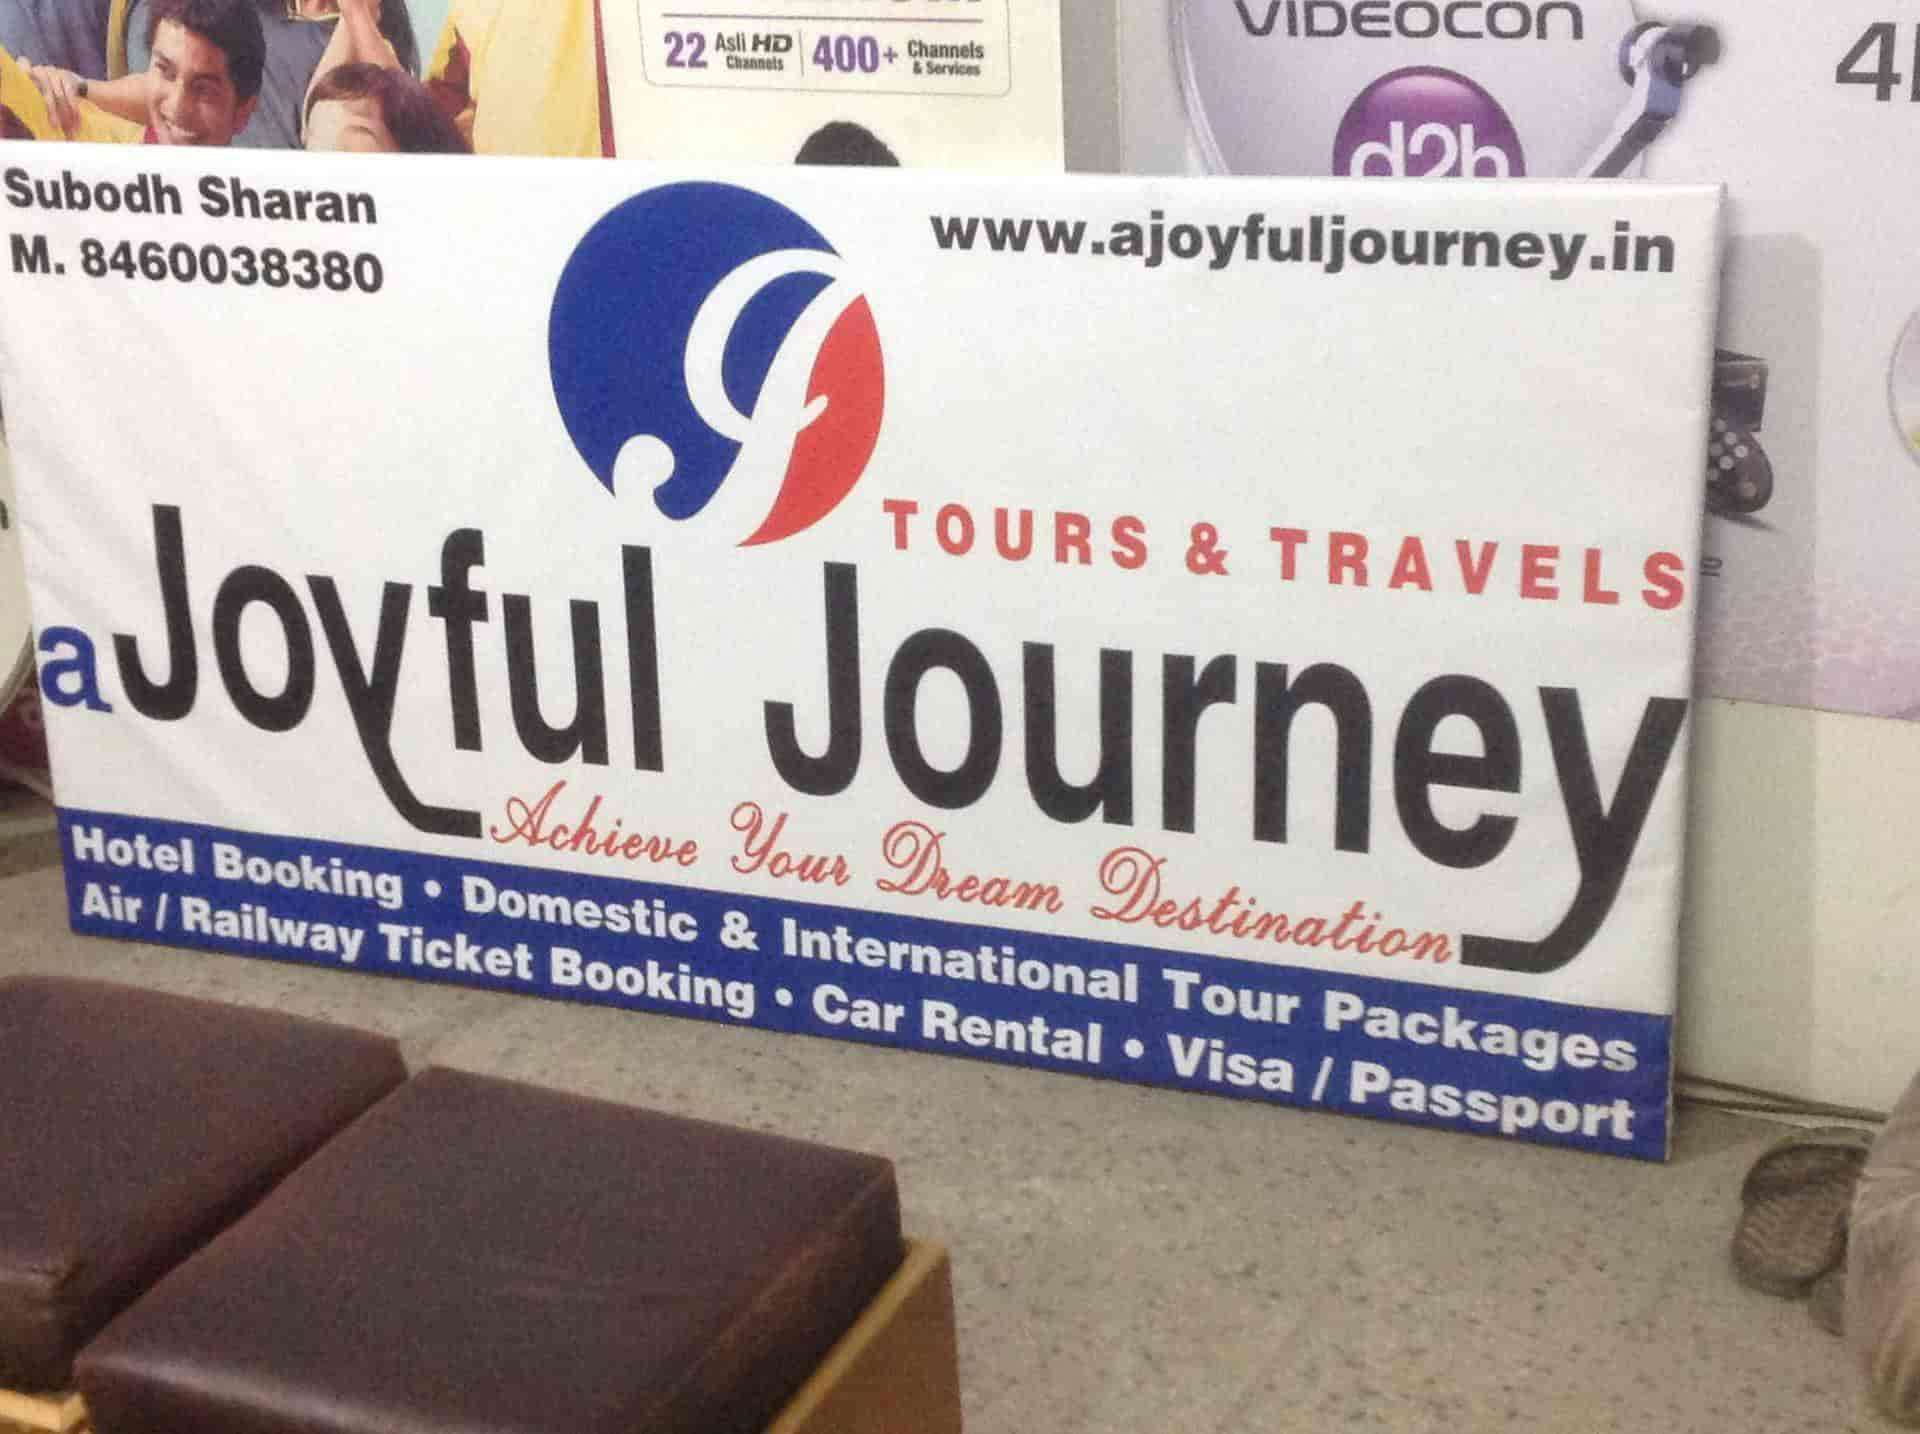 22 Asli HD Channels 400+ Channels & Services
VIDEOCON
d2h
Subodh Sharan
M. 8460038380
www.ajoyfuljourney.in
TOURS & TRAVELS
aJoyful Journey
Achieve Your Dream Destination
Hotel Booking • Domestic & International Tour Packages
Air / Railway Ticket Booking • Car Rental • Visa / Passport